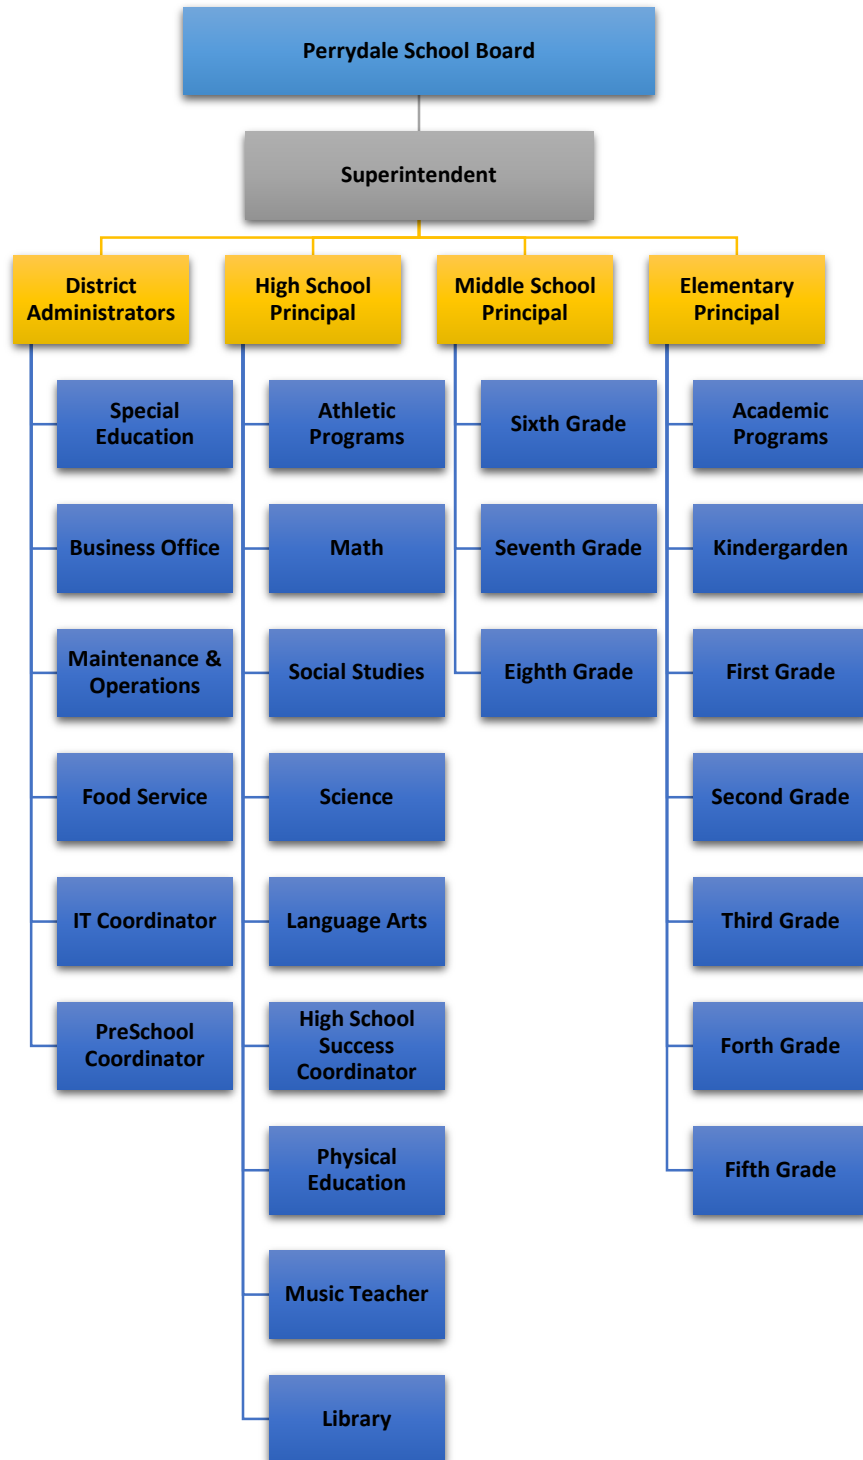 Perrydale School Board
Superintendent
District
Administrators
High School
Principal
Middle School
Principal
Elementary
Principal
Special
Education
Athletic
Programs
Sixth Grade
Academic
Programs
Business Office
Math
Seventh Grade
Kindergarden
Maintenance &
Operations
Social Studies
Eighth Grade
First Grade
Food Service
Science
Second Grade
IT Coordinator
Language Arts
Third Grade
PreSchool
Coordinator
High School
Success
Coordinator
Forth Grade
Physical
Education
Fifth Grade
Music Teacher
Library